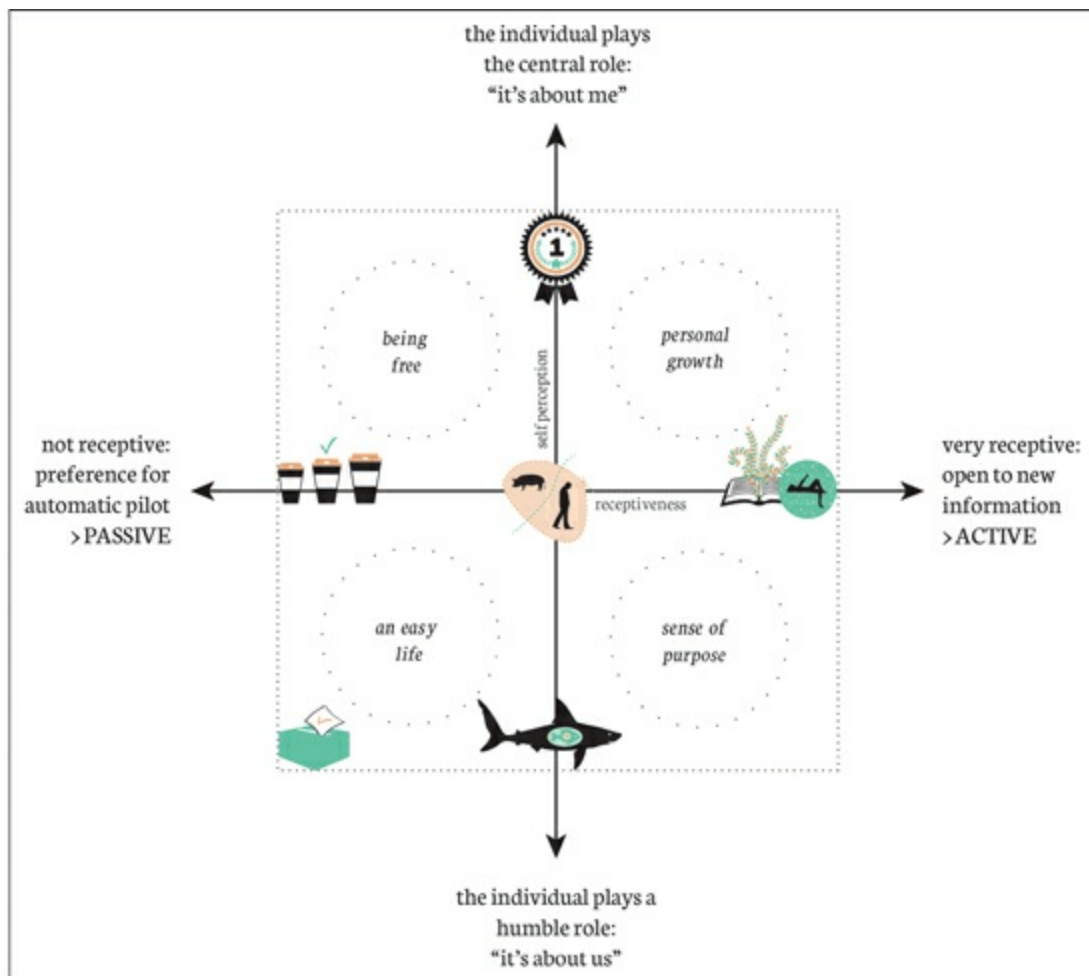 the individual plays
the central role:
“it’s about me”
1
being
free
personal
growth
self perception
not receptive:
preference for
automatic pilot
>PASSIVE
receptiveness
very receptive:
open to new
information
>ACTIVE
an easy
life
sense of
purpose
the individual plays a
humble role:
“it’s about us”